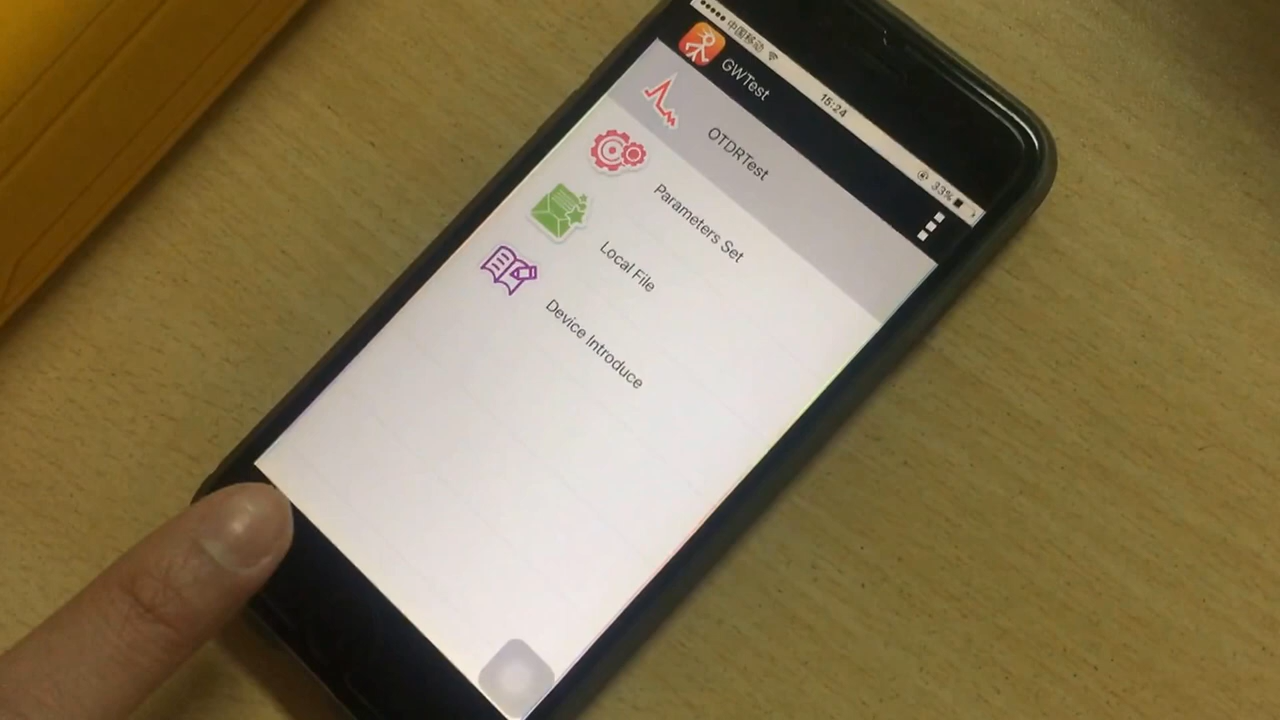 中国移动 15:24 33%
GWTest
OTDRTest
Parameters Set
Local File
Device Introduce